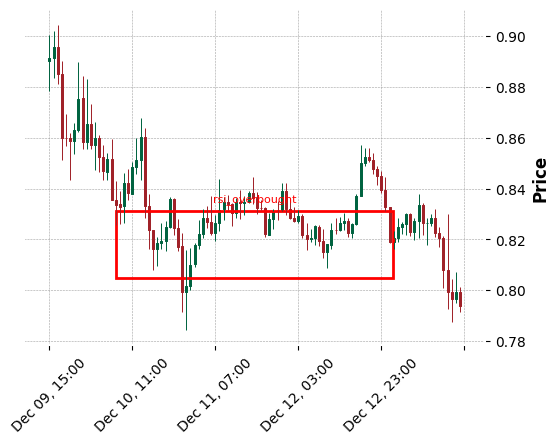 0.90
0.88
0.86
0.84
0.82
0.80
0.78
Price
rsi_overbought
Dec 09, 15:00
Dec 10, 11:00
Dec 11, 07:00
Dec 12, 03:00
Dec 12, 23:00